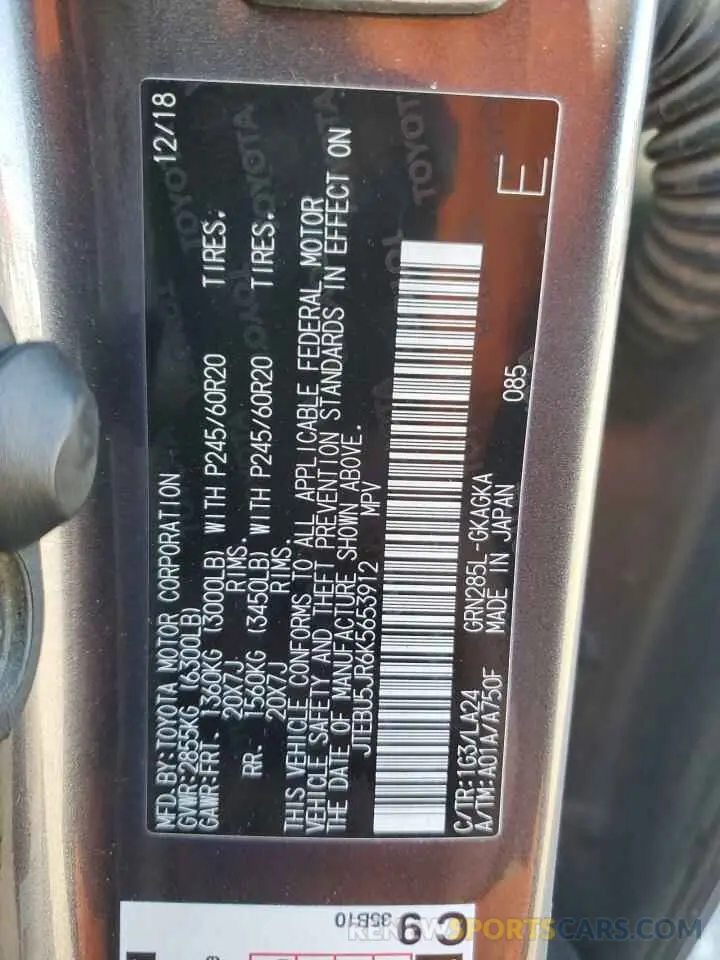 MFD.BY:TOYOTA MOTOR CORPORATION 12/18
GVWR:2855KG (6300LB)
GAWR:FRT. 1360KG (3000LB) WITH P245/60R20 TIRES,
20X7J RIMS.
RR. 1560KG (3450LB) WITH P245/60R20 TIRES.
20X7J RIMS.
THIS VEHICLE CONFORMS TO ALL APPLICABLE FEDERAL MOTOR
VEHICLE SAFETY AND THEFT PREVENTION STANDARDS IN EFFECT ON
THE DATE OF MANUFACTURE SHOWN ABOVE.
JTEBU5JR6K5653912 MPV
C/TR:1G3/LA24 GRN285L-GKAGKA 085
A/TM:A01A/A750F MADE IN JAPAN
E
C9
35B10
RENEWSPORTSCARS.COM